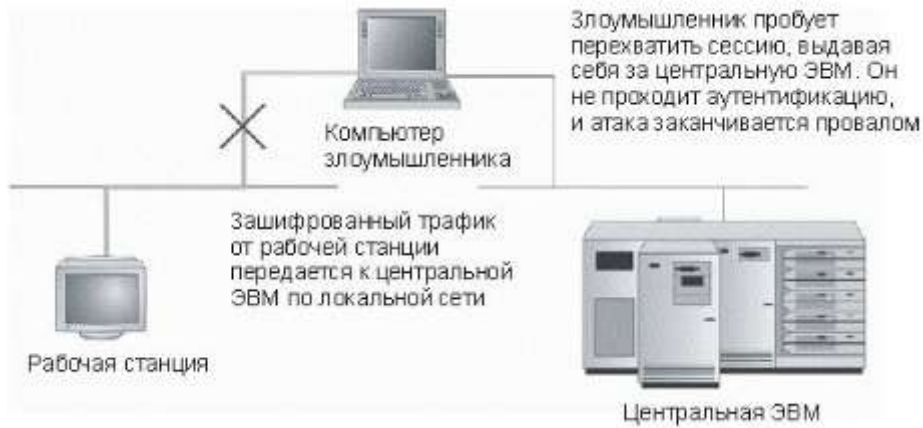 Злоумышленник пробует
перехватить сессию, выдавая
себя за центральную ЭВМ. Он
не проходит аутентификацию,
и атака заканчивается провалом
Компьютер
злоумышленника
Зашифрованный трафик
от рабочей станции
передается к центральной
ЭВМ по локальной сети
Рабочая станция
Центральная ЭВМ